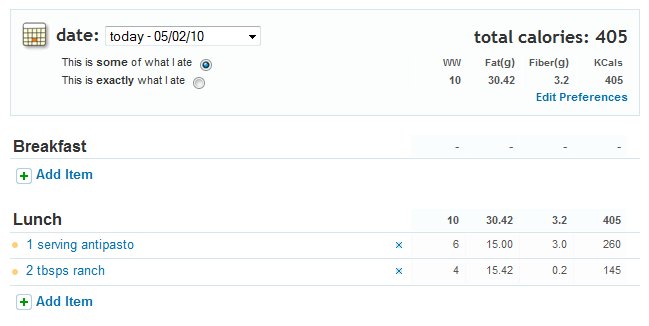 date: today - 05/02/10 total calories: 405
This is some of what I ate WW Fat(g) Fiber(g) KCals
This is exactly what I ate 10 30.42 3.2 405
Edit Preferences
Breakfast - - - -
Add Item
Lunch 10 30.42 3.2 405
1 serving antipasto × 6 15.00 3.0 260
2 tbsps ranch × 4 15.42 0.2 145
Add Item